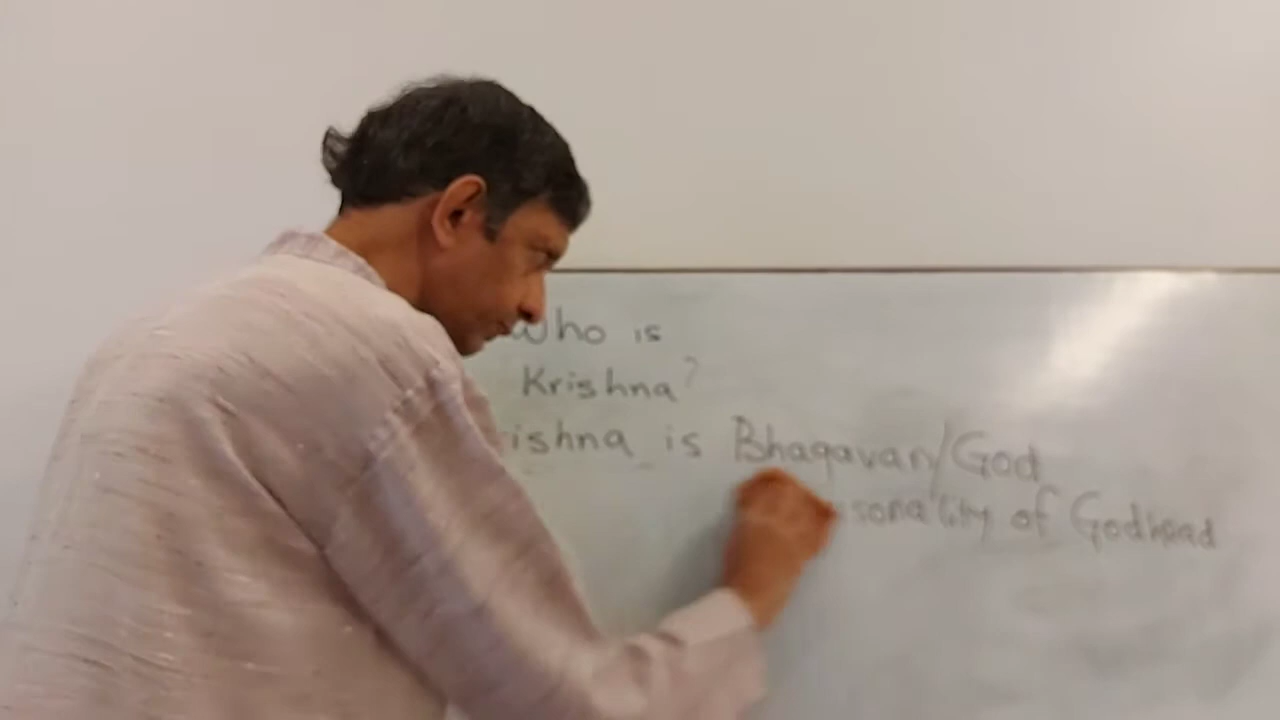 Who is
Krishna?
ishna is Bhagavan/God
sonality of Godhead